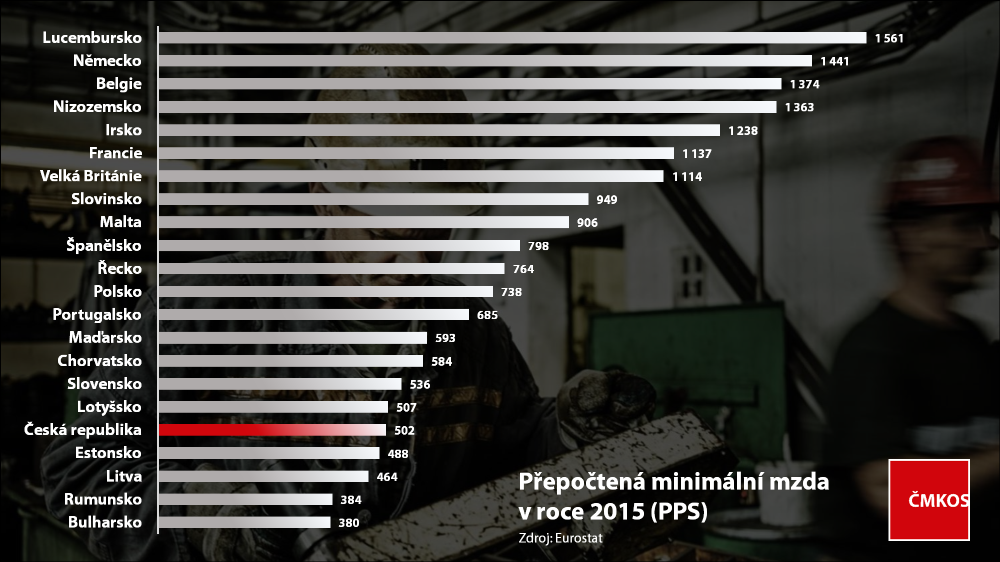 Lucembursko 1 561
Německo 1 441
Belgie 1 374
Nizozemsko 1 363
Irsko 1 238
Francie 1 137
Velká Británie 1 114
Slovinsko 949
Malta 906
Španělsko 798
Řecko 764
Polsko 738
Portugalsko 685
Maďarsko 593
Chorvatsko 584
Slovensko 536
Lotyšsko 507
Česká republika 502
Estonsko 488
Litva 464
Rumunsko 384
Bulharsko 380
Přepočtená minimální mzda
v roce 2015 (PPS)
Zdroj: Eurostat
ČMKOS